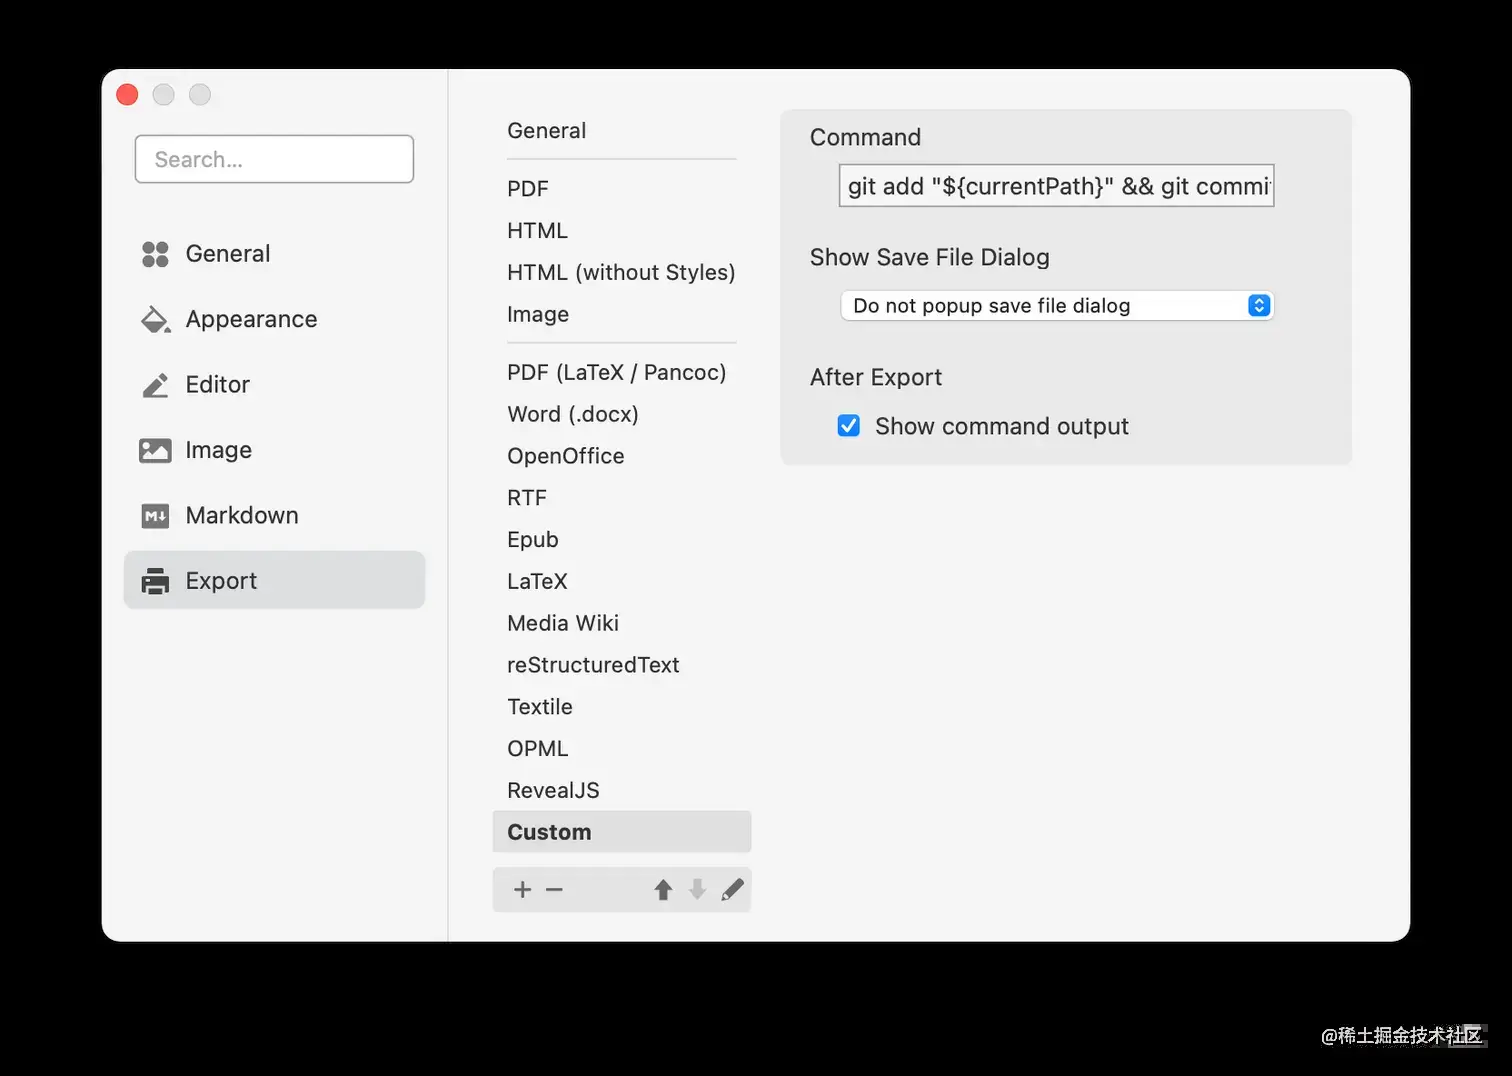 Search...
General
Appearance
Editor
Image
Markdown
Export
General
PDF
HTML
HTML (without Styles)
Image
PDF (LaTeX / Pancoc)
Word (.docx)
OpenOffice
RTF
Epub
LaTeX
Media Wiki
reStructuredText
Textile
OPML
RevealJS
Custom
Command
git add "${currentPath}" && git commi
Show Save File Dialog
Do not popup save file dialog
After Export
Show command output
@稀土掘金技术社区